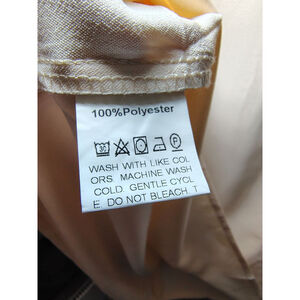 100%Polyester
WASH WITH LIKE COL
ORS. MACHINE WASH
COLD. GENTLE CYCL
E. DO NOT BLEACH. T